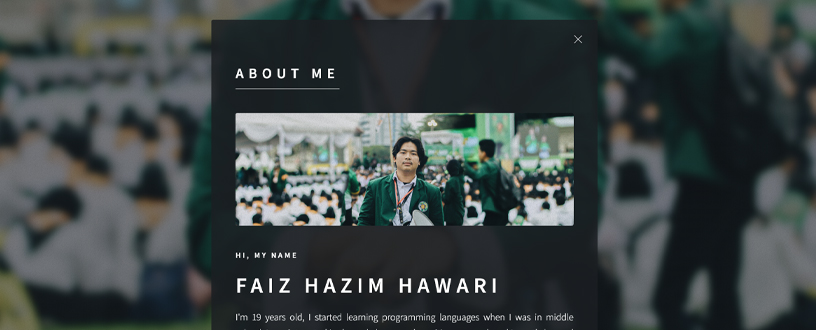 ABOUT ME
HI, MY NAME
FAIZ HAZIM HAWARI
I'm 19 years old, I started learning programming languages when I was in middle